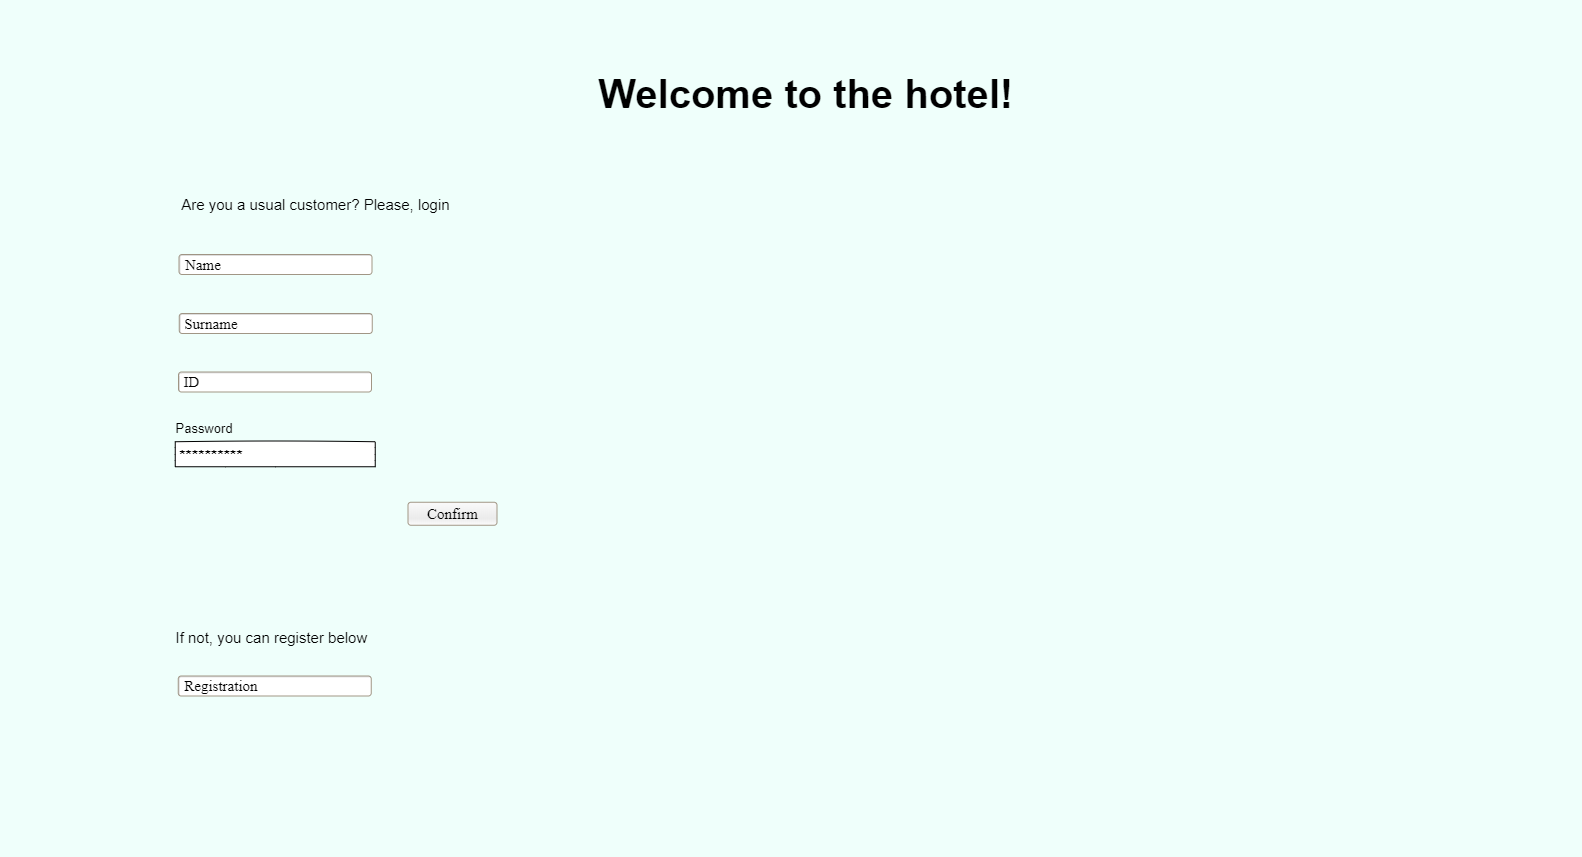 Welcome to the hotel!
Are you a usual customer? Please, login
Name
Surname
ID
Password
**********
Confirm
If not, you can register below
Registration